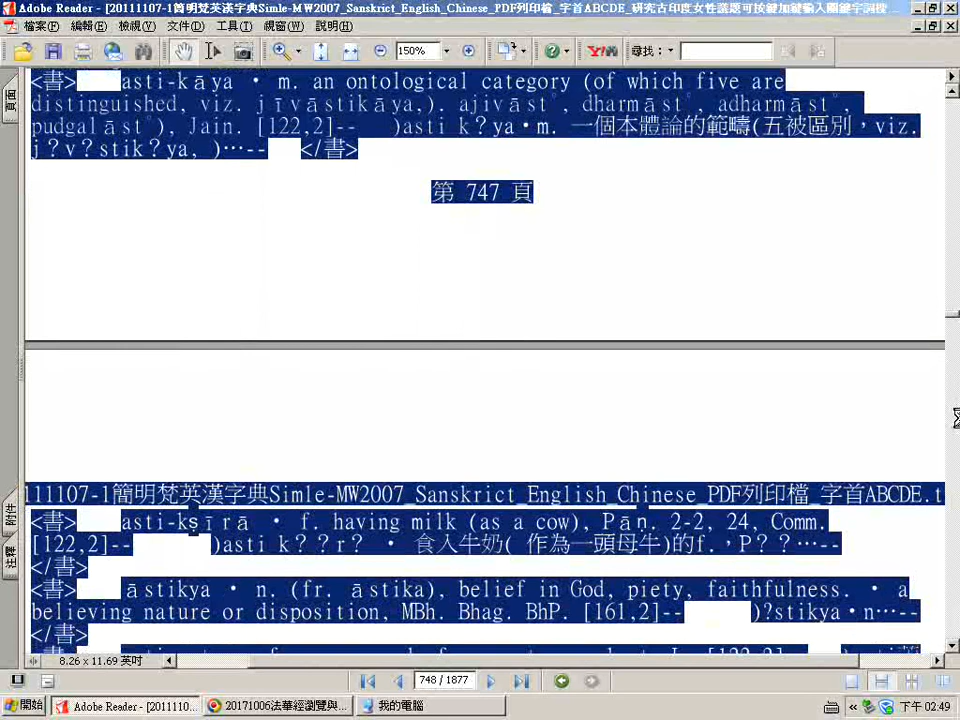 Adobe Reader - [20111107-1簡明梵英漢字典Simle-MW2007_Sanskrict_English_Chinese_PDF列印檔_字首ABCDE_研究古印度女性議題可按鍵加鍵輸入關鍵字詞搜
檔案(F) 編輯(E) 檢視(V) 文件(D) 工具(T) 視窗(W) 說明(H)
150% 尋找:
頁面
<書> asti-kāya ‧ m. an ontological category (of which five are
distinguished, viz. jīvāstikāya,), ajivāst°, dharmāst°, adharmāst°,
pudgalāst°), Jain. [122,2]-- )asti k?ya‧m. 一個本體論的範疇(五被區別，viz.
j?v?stik?ya, )…-- </書>
第 747 頁
111107-1簡明梵英漢字典Simle-MW2007_Sanskrict_English_Chinese_PDF列印檔_字首ABCDE.t
<書> asti-kṣīrā ‧ f. having milk (as a cow), Pāṇ. 2-2, 24, Comm.
[122,2]-- )asti k??r? ‧ 食入牛奶( 作為一頭母牛)的f.，P??…--
</書>
<書> āstikya ‧ n. (fr. āstika), belief in God, piety, faithfulness. ‧ a
believing nature or disposition, MBh. Bhag. BhP. [161,2]-- )?stikya‧n…--
</書>
附件
注釋
8.26 x 11.69 英吋
748 / 1877
開始 Adobe Reader - [2011110... 20171006法華經瀏覽與... 我的電腦 下午 02:49